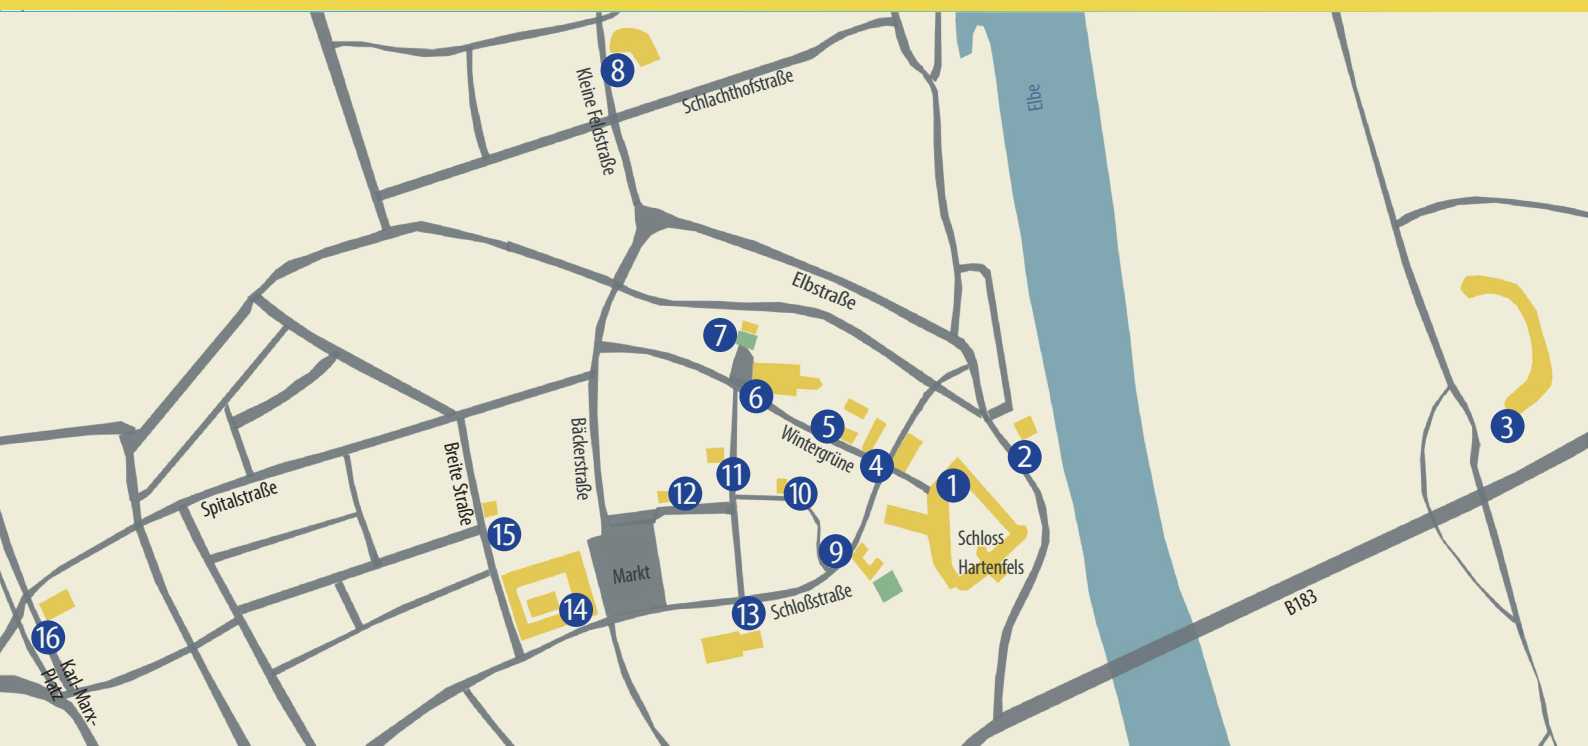 8
Kleine Feldstraße
Schlachthofstraße
Elbe
Elbstraße
7
6
5
Wintergrüne
4
3
2
1
Schloss
Hartenfels
Bäckerstraße
Breite Straße
Spitalstraße
11
12
10
15
9
Markt
14
13
Schloßstraße
B183
16
Karl-Marx-
Platz